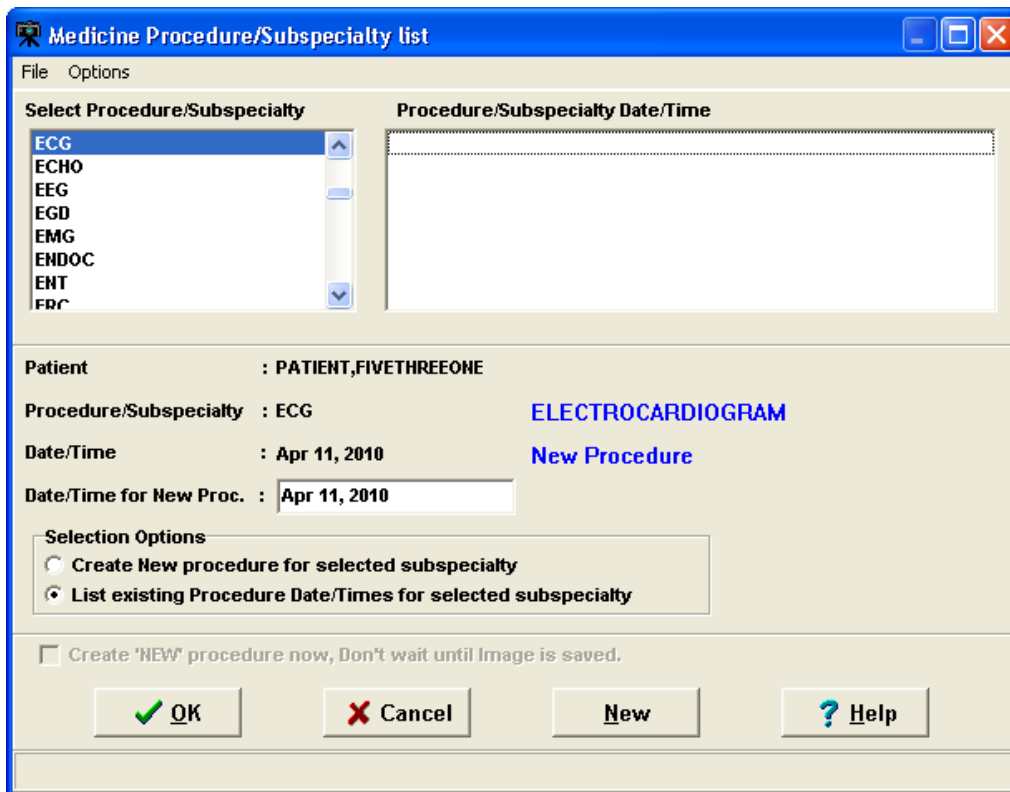 Medicine Procedure/Subspecialty list
File Options
Select Procedure/Subspecialty Procedure/Subspecialty Date/Time
ECG
ECHO
EEG
EGD
EMG
ENDOC
ENT
ERC
Patient : PATIENT,FIVETHREEONE
Procedure/Subspecialty : ECG ELECTROCARDIOGRAM
Date/Time : Apr 11, 2010 New Procedure
Date/Time for New Proc. : Apr 11, 2010
Selection Options
Create New procedure for selected subspecialty
List existing Procedure Date/Times for selected subspecialty
Create 'NEW' procedure now, Don't wait until Image is saved.
OK Cancel New ? Help